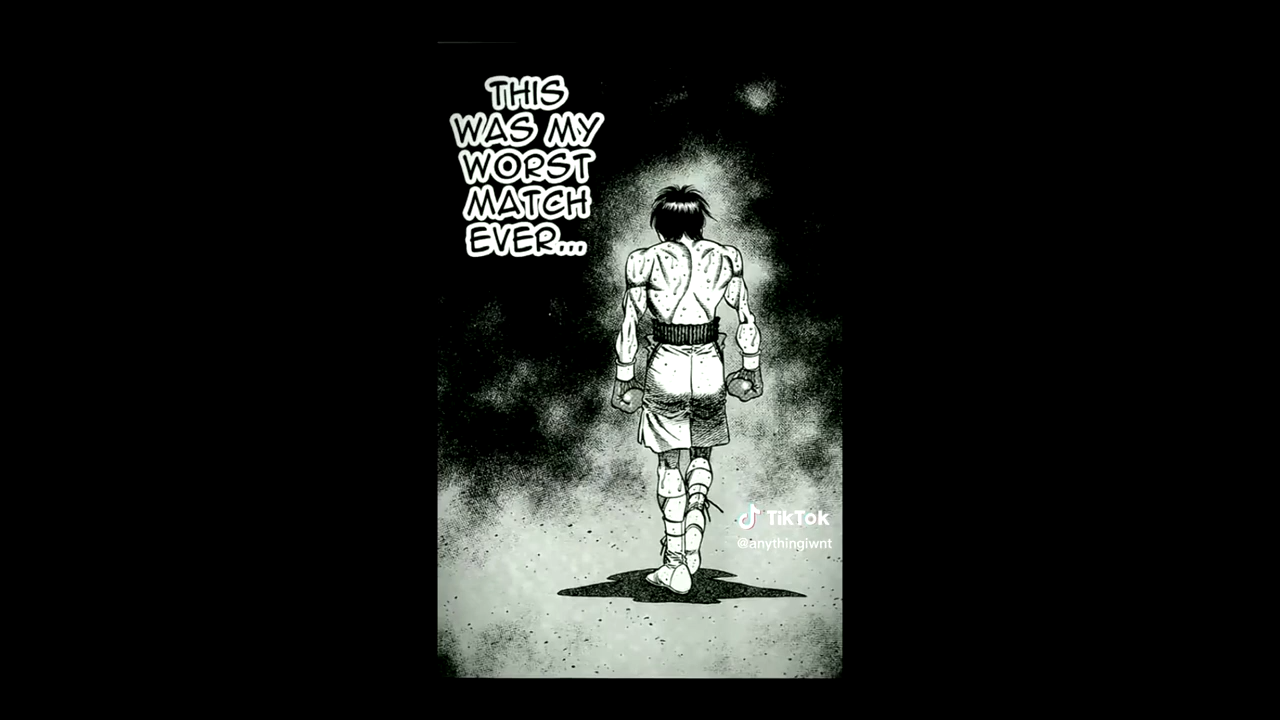 THIS
WAS MY
WORST
MATCH
EVER...
TikTok
@anythingiwnt